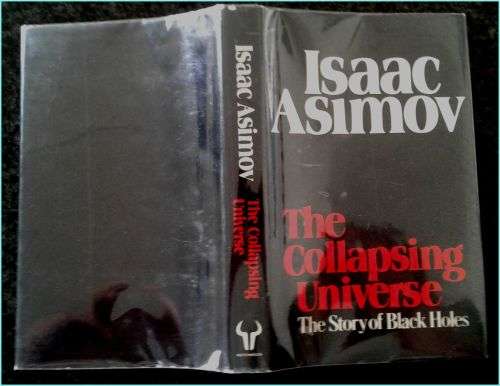 Isaac Asimov
The Collapsing
Universe
Isaac
Asimov
The
Collapsing
Universe
The Story of Black Holes